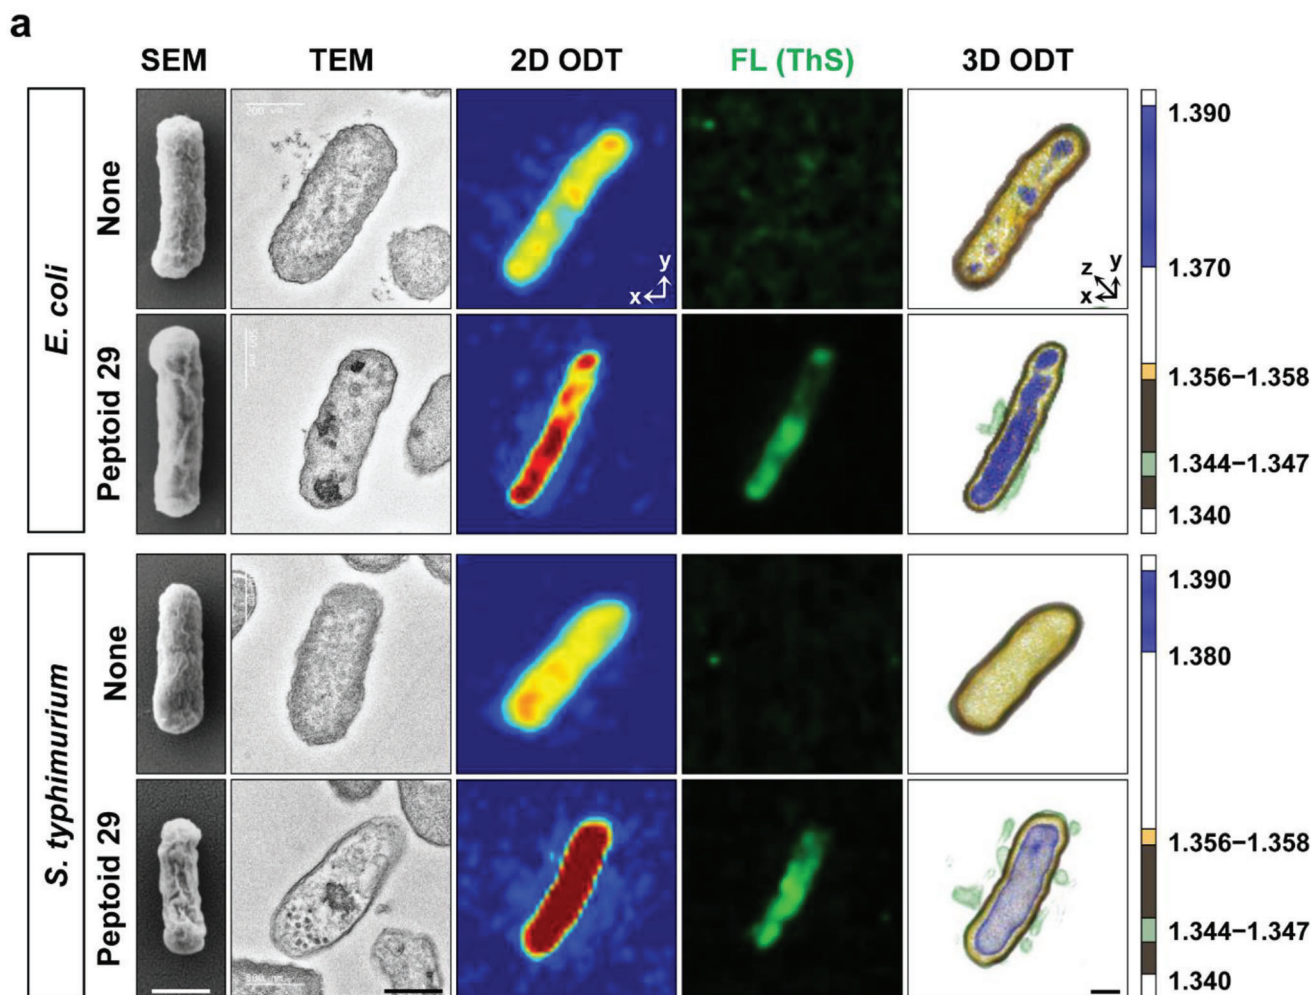 a
SEM TEM 2D ODT FL (ThS) 3D ODT
E. coli
None
Peptoid 29
200 nm
y
x
z y
x
1.390
1.370
1.356–1.358
1.344–1.347
1.340
S. typhimurium
None
Peptoid 29
1.390
1.380
1.356–1.358
1.344–1.347
1.340